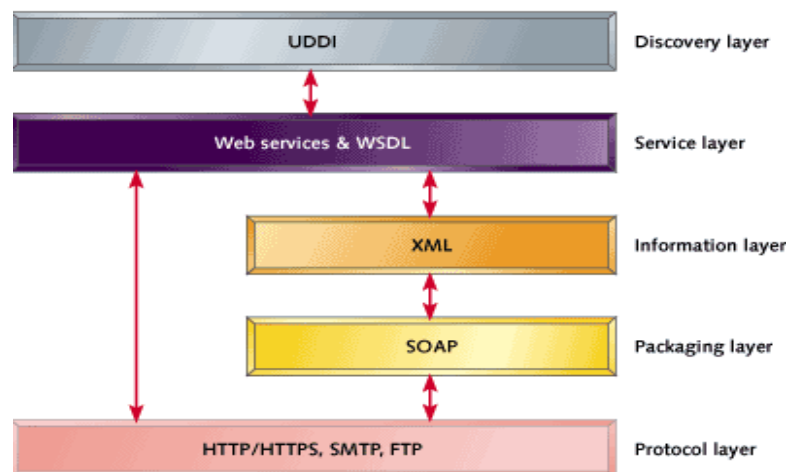 UDDI
Discovery layer
Web services & WSDL
Service layer
XML
Information layer
SOAP
Packaging layer
HTTP/HTTPS, SMTP, FTP
Protocol layer